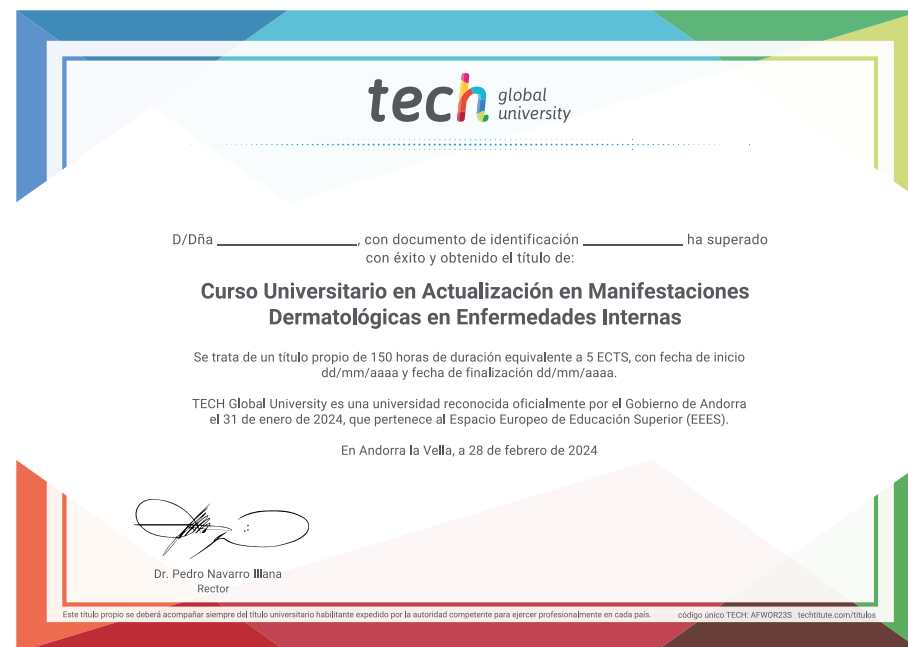 tech global university
D/Dña ____________________, con documento de identificación ______________ ha superado
con éxito y obtenido el título de:
Curso Universitario en Actualización en Manifestaciones
Dermatológicas en Enfermedades Internas
Se trata de un título propio de 150 horas de duración equivalente a 5 ECTS, con fecha de inicio
dd/mm/aaaa y fecha de finalización dd/mm/aaaa.
TECH Global University es una universidad reconocida oficialmente por el Gobierno de Andorra
el 31 de enero de 2024, que pertenece al Espacio Europeo de Educación Superior (EEES).
En Andorra la Vella, a 28 de febrero de 2024
Dr. Pedro Navarro Illana
Rector
Este título propio se deberá acompañar siempre del título universitario habilitante expedido por la autoridad competente para ejercer profesionalmente en cada país. código único TECH: AFWOR23S techtitute.com/titulos